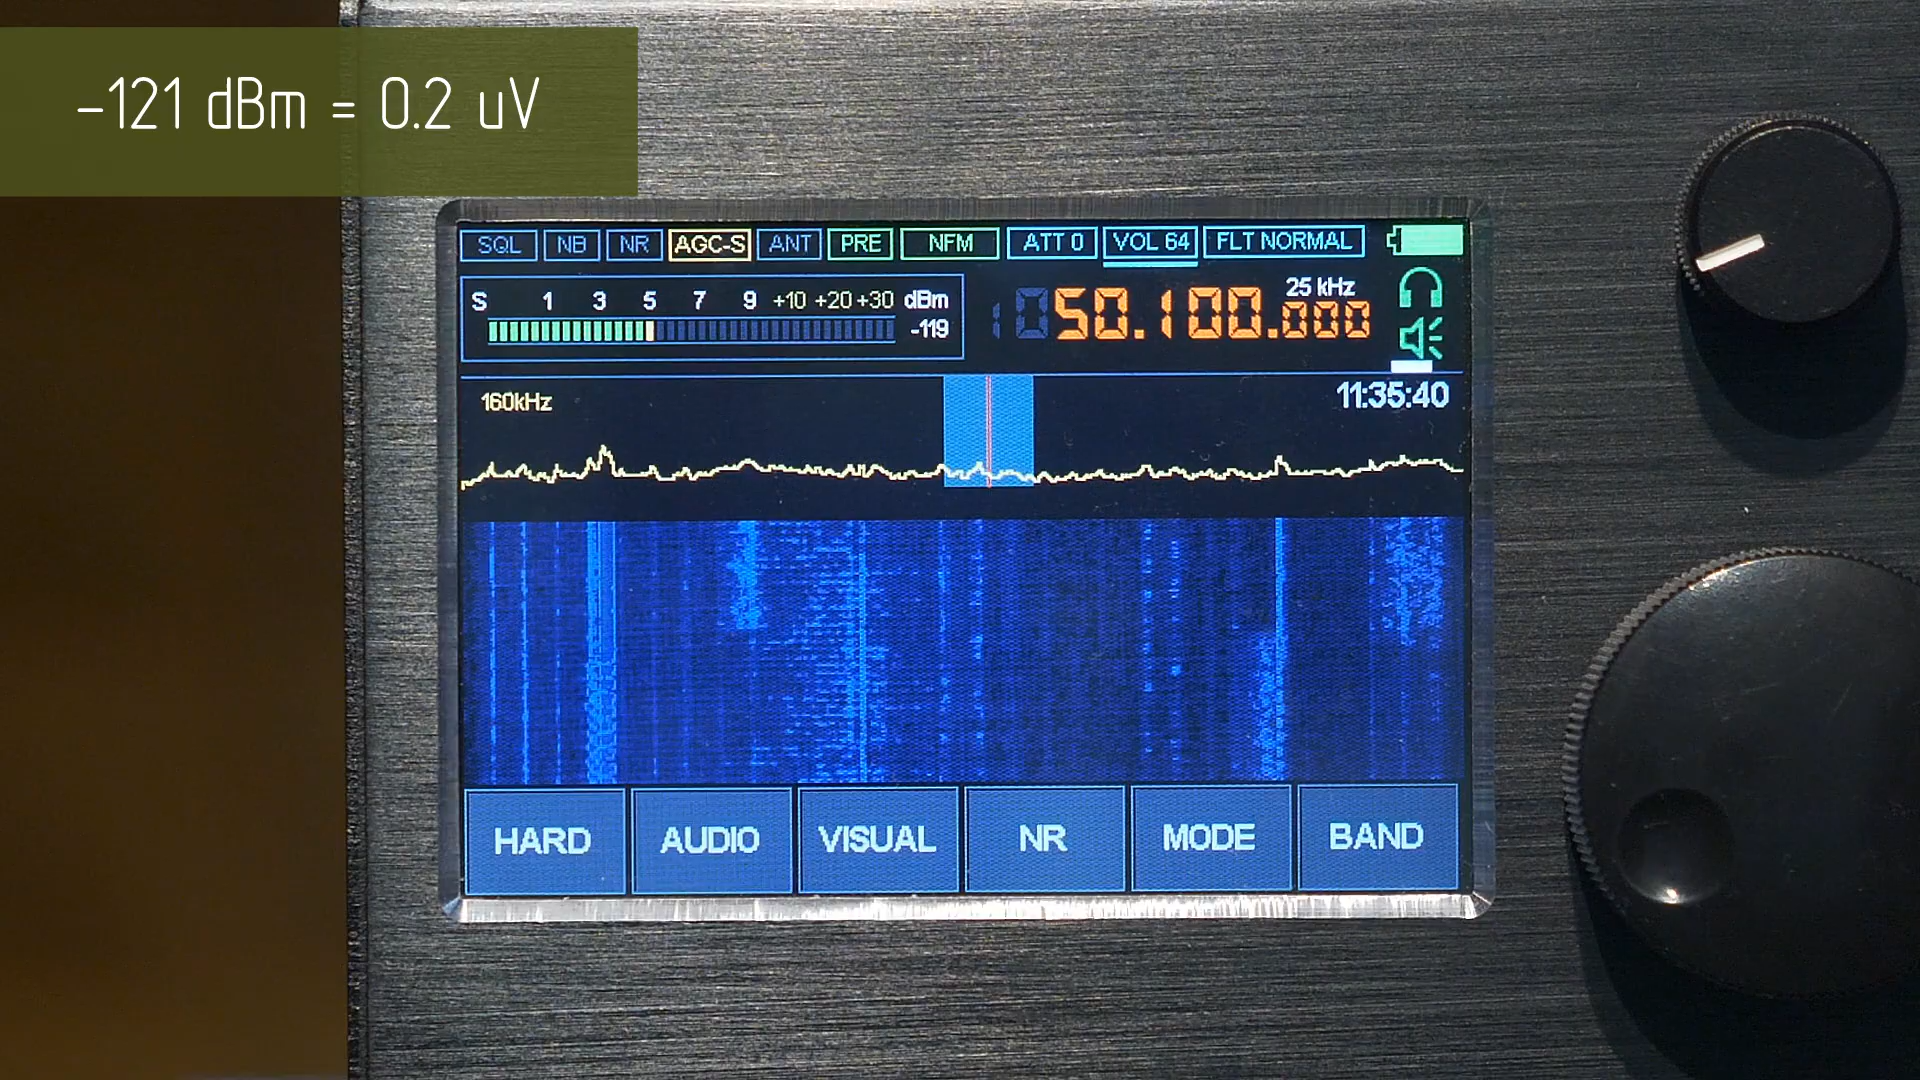 -121 dBm = 0.2 uV
SQL NB NR AGC-S ANT PRE NFM ATT 0 VOL 64 FLT NORMAL
S 1 3 5 7 9 +10 +20 +30 dBm
-119
25 kHz
50.100.000
160kHz
11:35:40
HARD AUDIO VISUAL NR MODE BAND